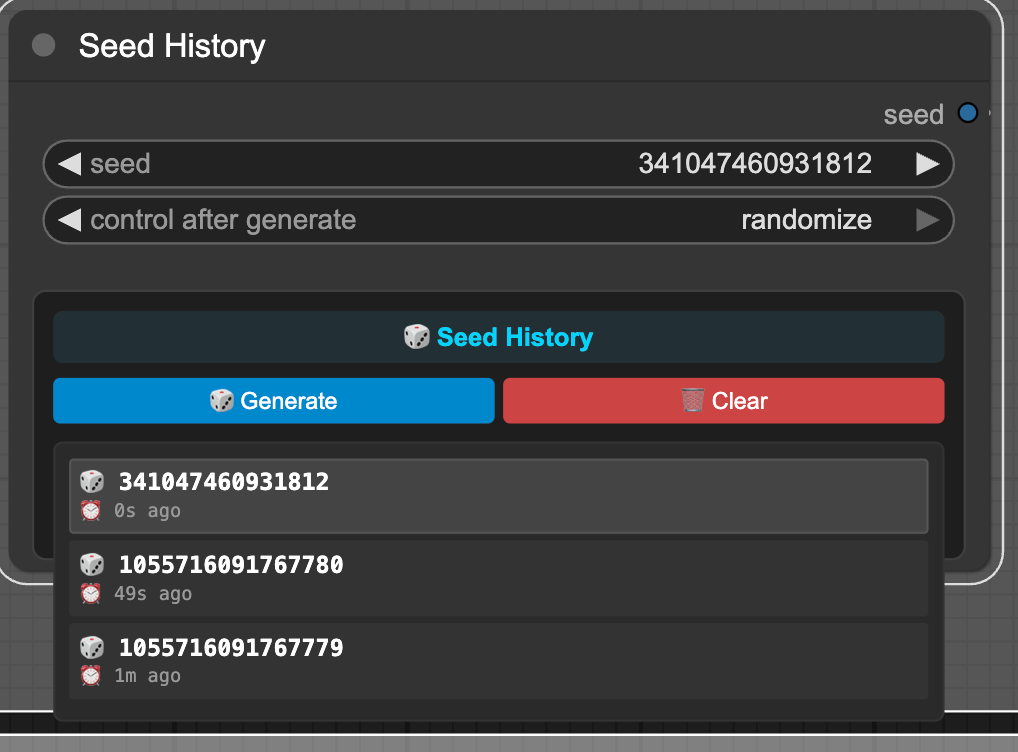 Seed History
seed
seed 341047460931812
control after generate randomize
🎲 Seed History
🎲 Generate 🗑️ Clear
🎲 341047460931812
⏰ 0s ago
🎲 1055716091767780
⏰ 49s ago
🎲 1055716091767779
⏰ 1m ago